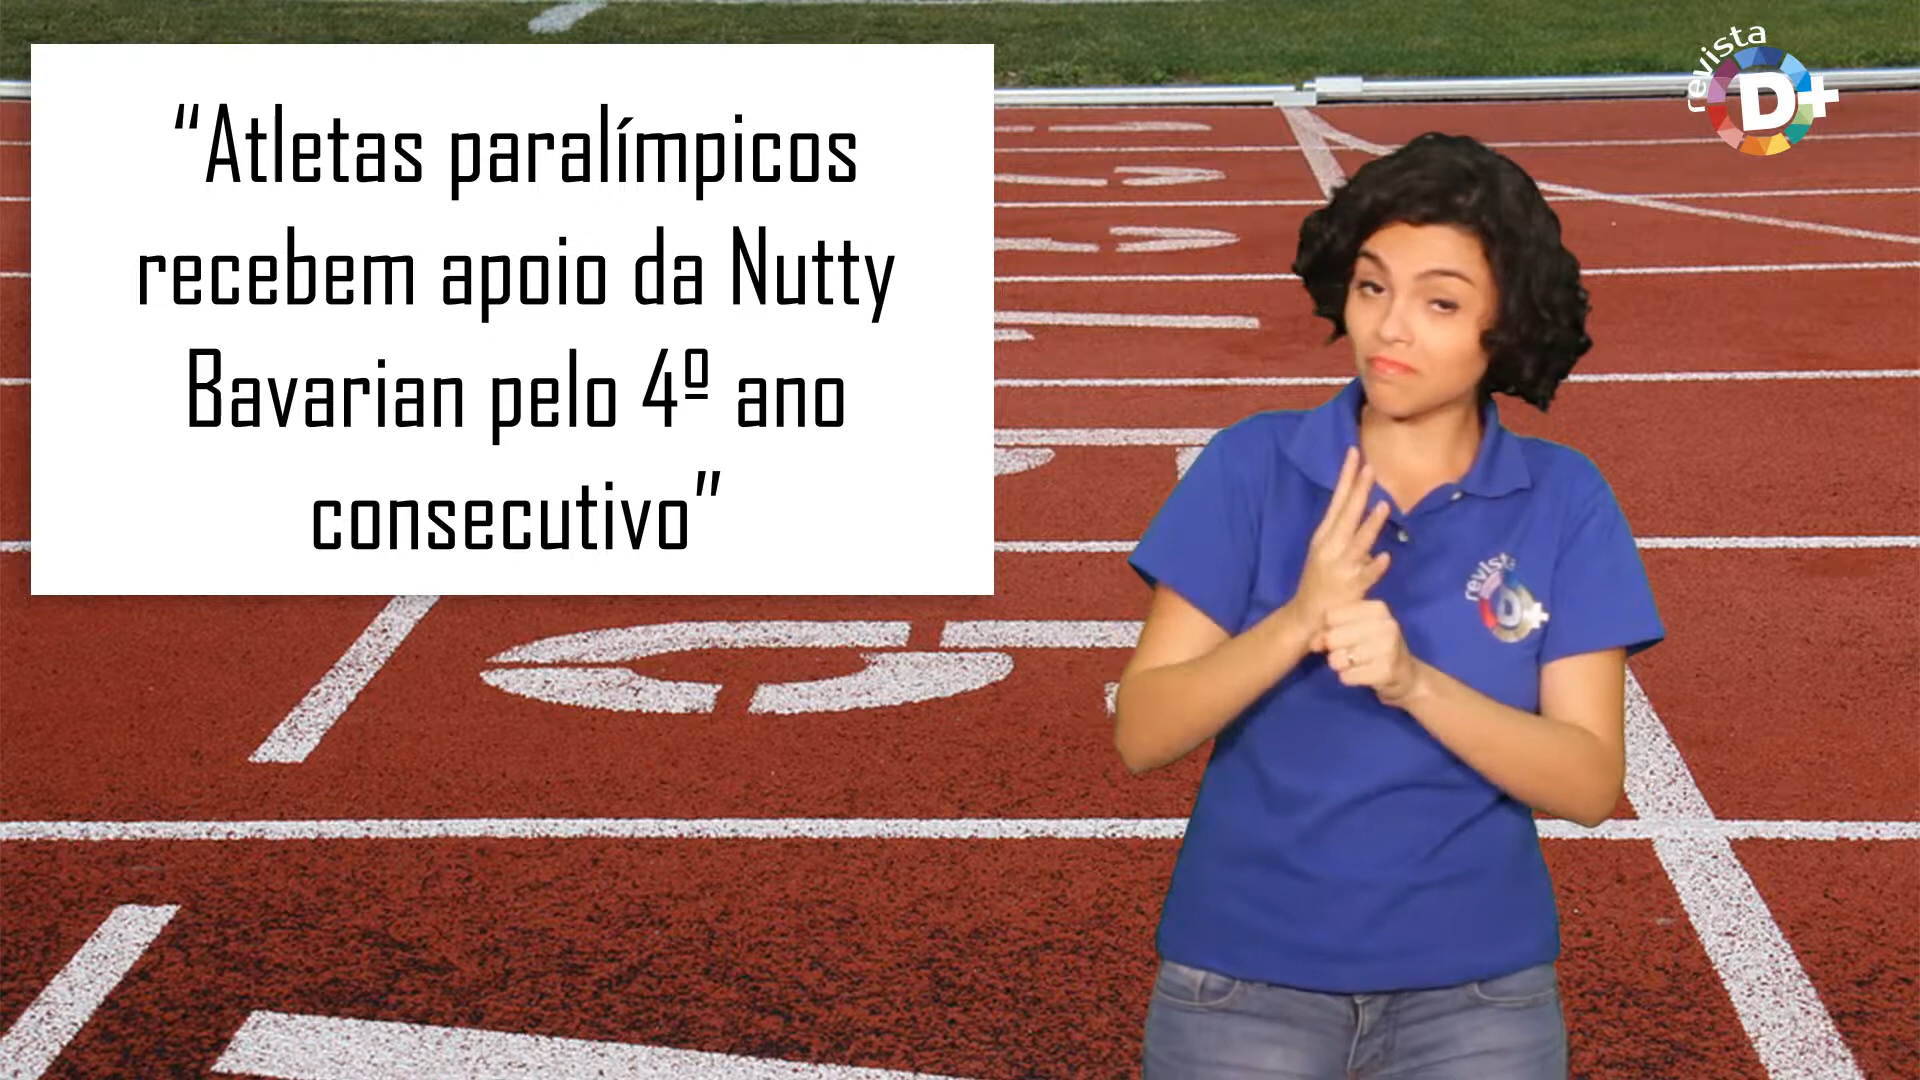 “Atletas paralímpicos
recebem apoio da Nutty
Bavarian pelo 4º ano
consecutivo”
revista
D+
revista
D+